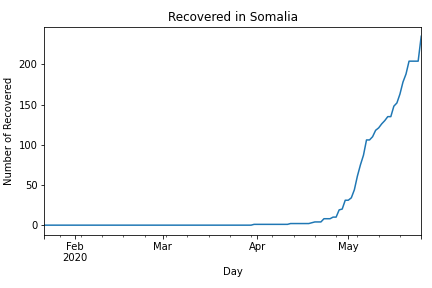 Recovered in Somalia
Number of Recovered
200
150
100
50
0
Feb
2020
Mar
Apr
May
Day